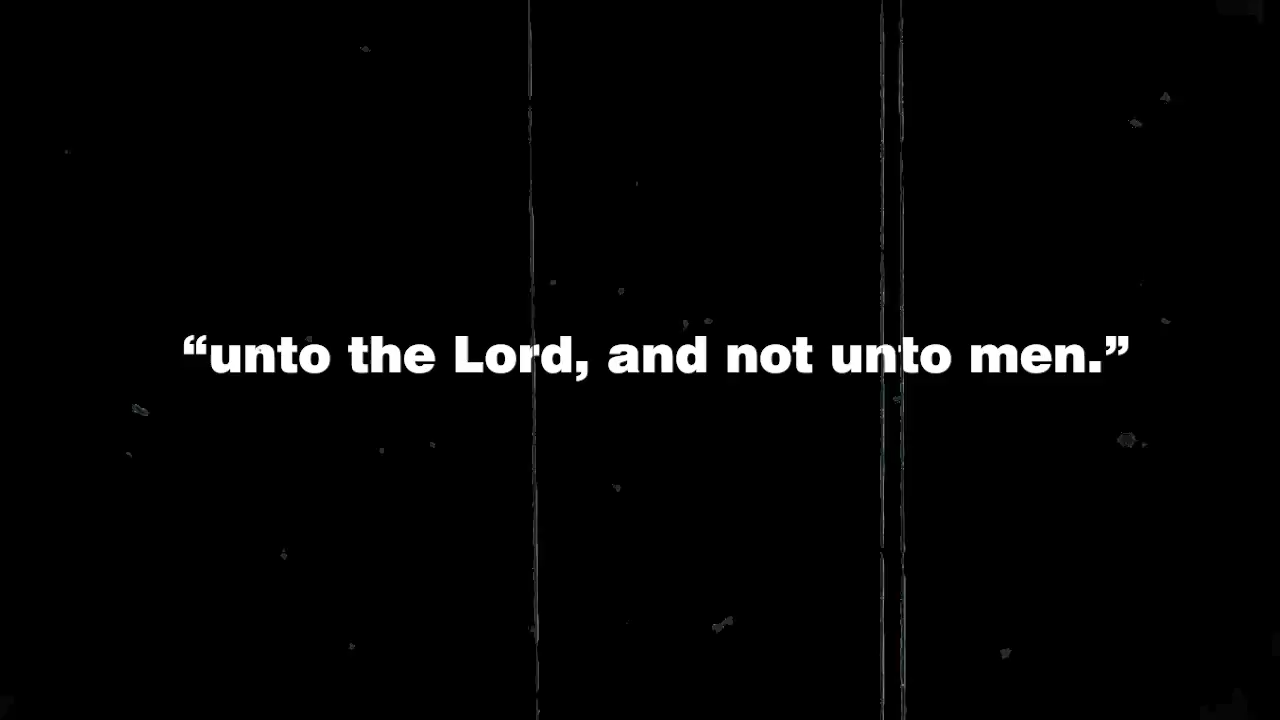 “unto the Lord, and not unto men.”